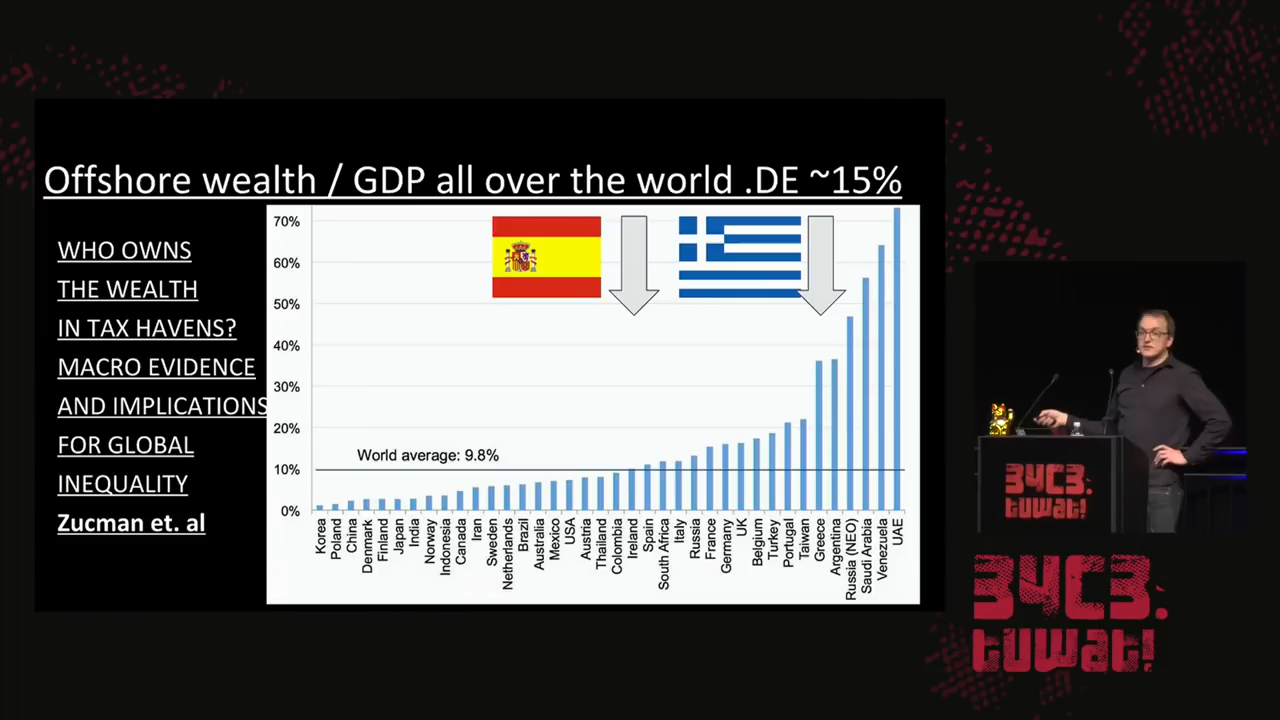 Offshore wealth / GDP all over the world .DE ~15%
WHO OWNS
THE WEALTH
IN TAX HAVENS?
MACRO EVIDENCE
AND IMPLICATIONS
FOR GLOBAL
INEQUALITY
Zucman et. al
70%
60%
50%
40%
30%
20%
10%
0%
World average: 9.8%
Korea
Poland
China
Denmark
Finland
Japan
India
Norway
Indonesia
Canada
Iran
Sweden
Netherlands
Brazil
Australia
Mexico
USA
Austria
Thailand
Colombia
Ireland
Spain
South Africa
Italy
Russia
France
Germany
UK
Belgium
Turkey
Portugal
Taiwan
Greece
Argentina
Russia (NEO)
Saudi Arabia
Venezuela
UAE
34C3.
tuwat!
34C3.
tuwat!